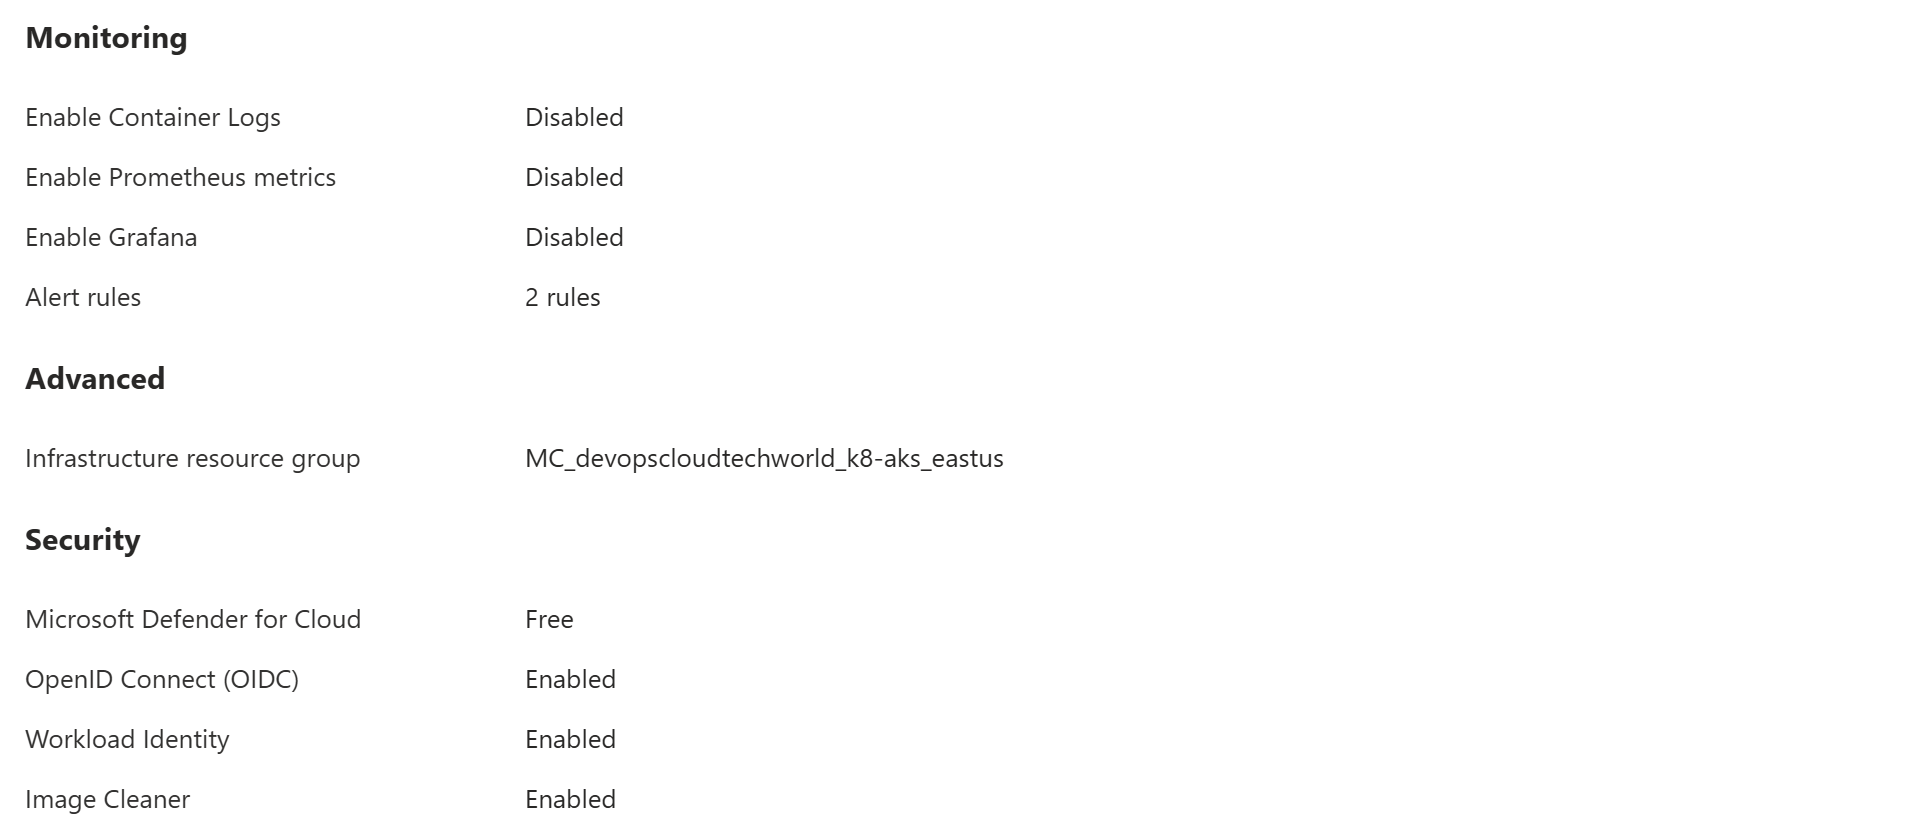 Monitoring
Enable Container Logs Disabled
Enable Prometheus metrics Disabled
Enable Grafana Disabled
Alert rules 2 rules
Advanced
Infrastructure resource group MC_devopscloudtechworld_k8-aks_eastus
Security
Microsoft Defender for Cloud Free
OpenID Connect (OIDC) Enabled
Workload Identity Enabled
Image Cleaner Enabled